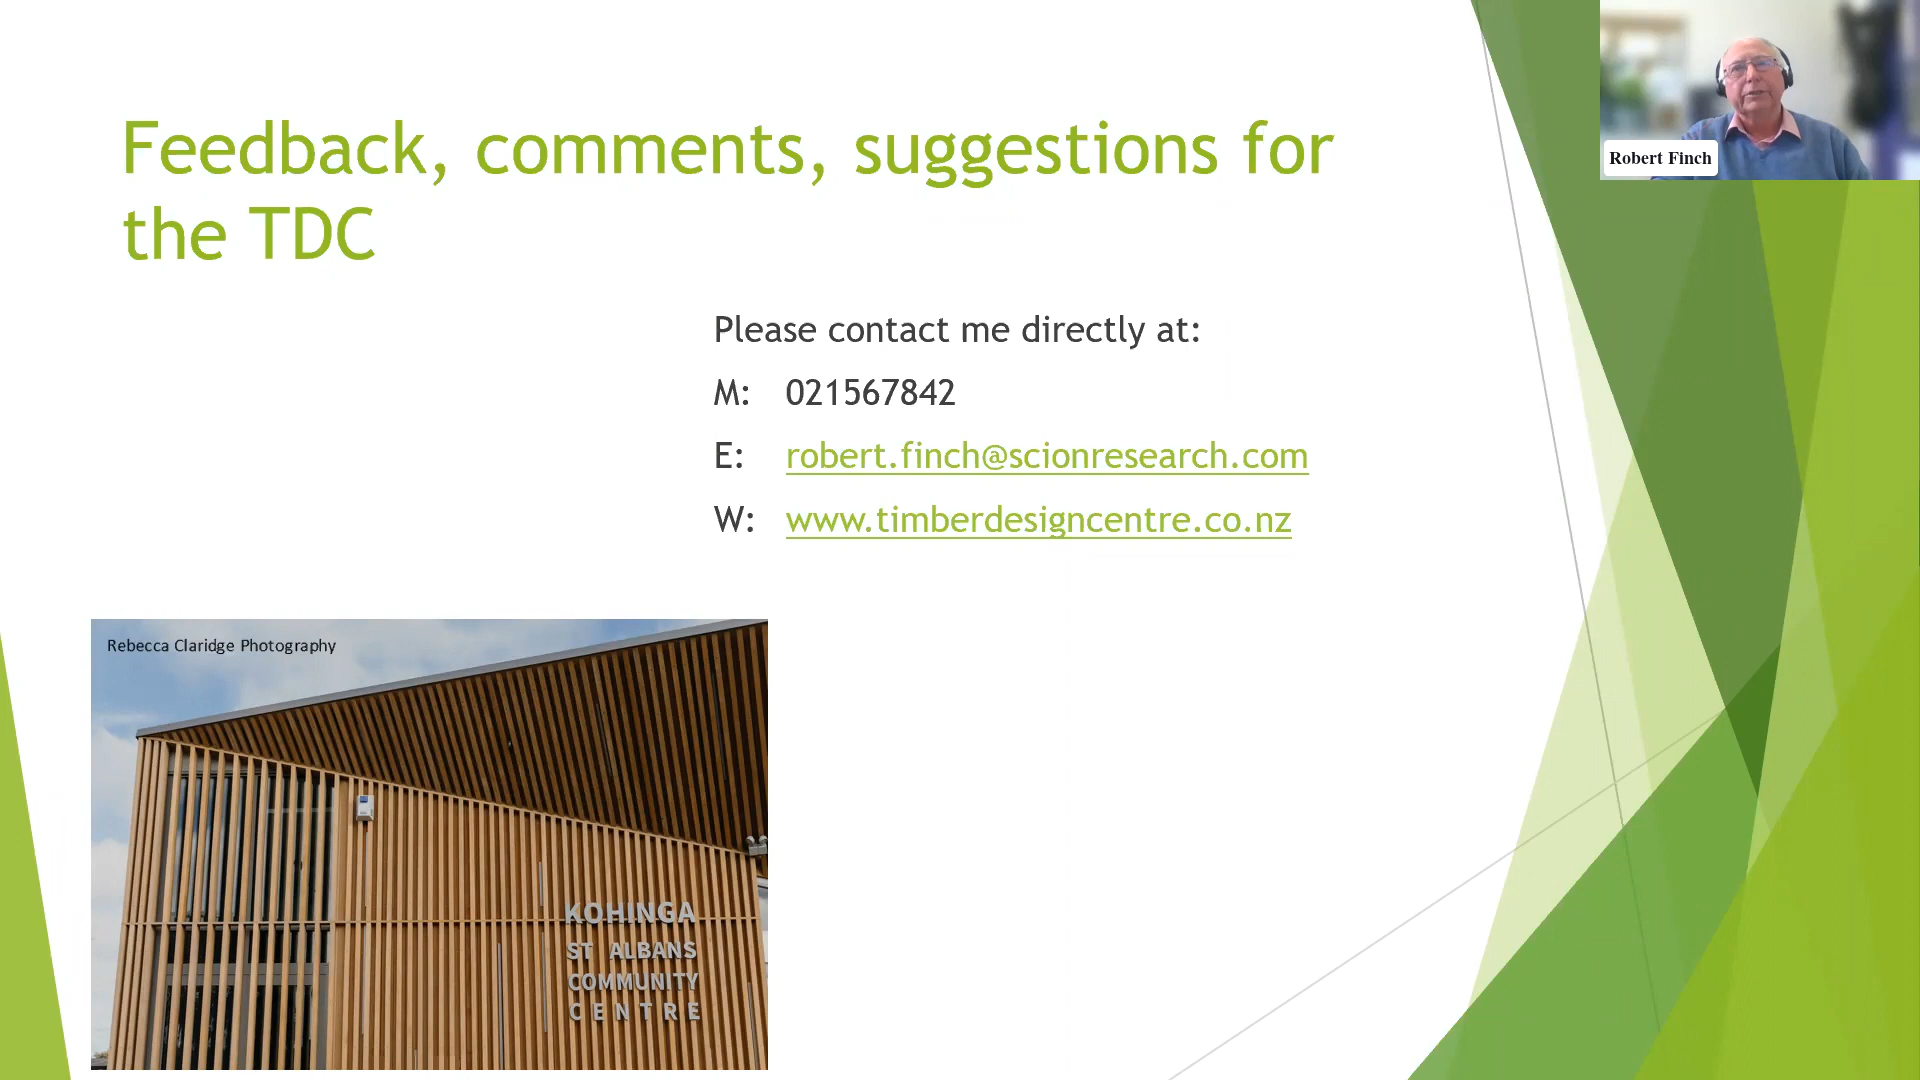 Feedback, comments, suggestions for
the TDC
Robert Finch
Please contact me directly at:
M: 021567842
E: robert.finch@scionresearch.com
W: www.timberdesigncentre.co.nz
Rebecca Claridge Photography
KOHINGA
ST ALBANS
COMMUNITY
CENTRE